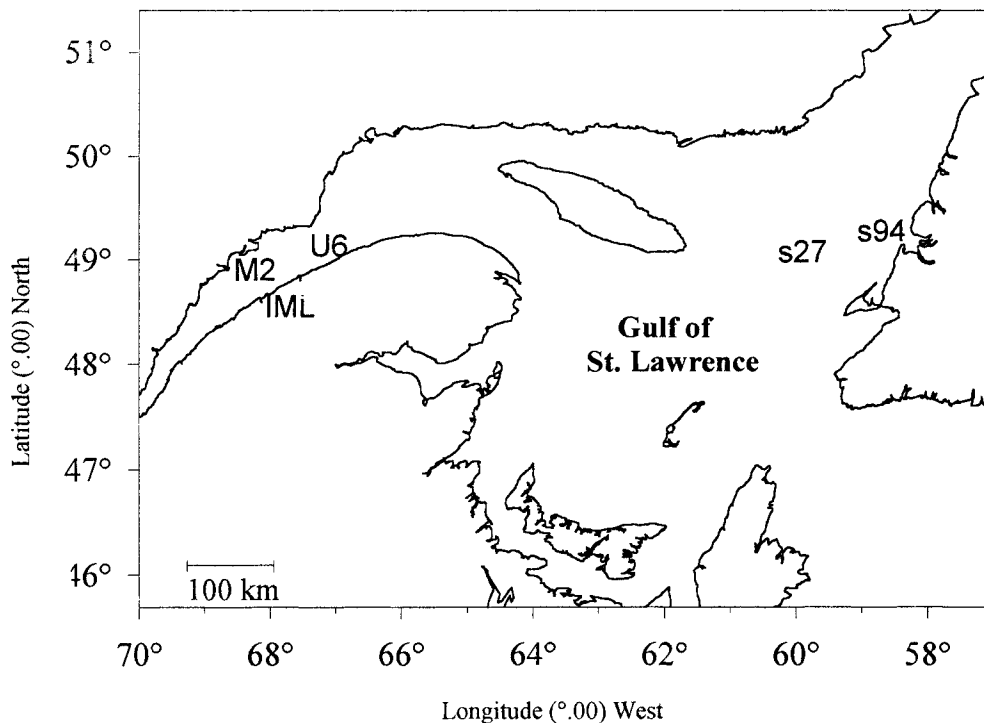 51°
50°
49°
48°
47°
46°
Latitude (°.00) North
U6
M2
IML
s94
s27
Gulf of
St. Lawrence
100 km
70°
68°
66°
64°
62°
60°
58°
Longitude (°.00) West